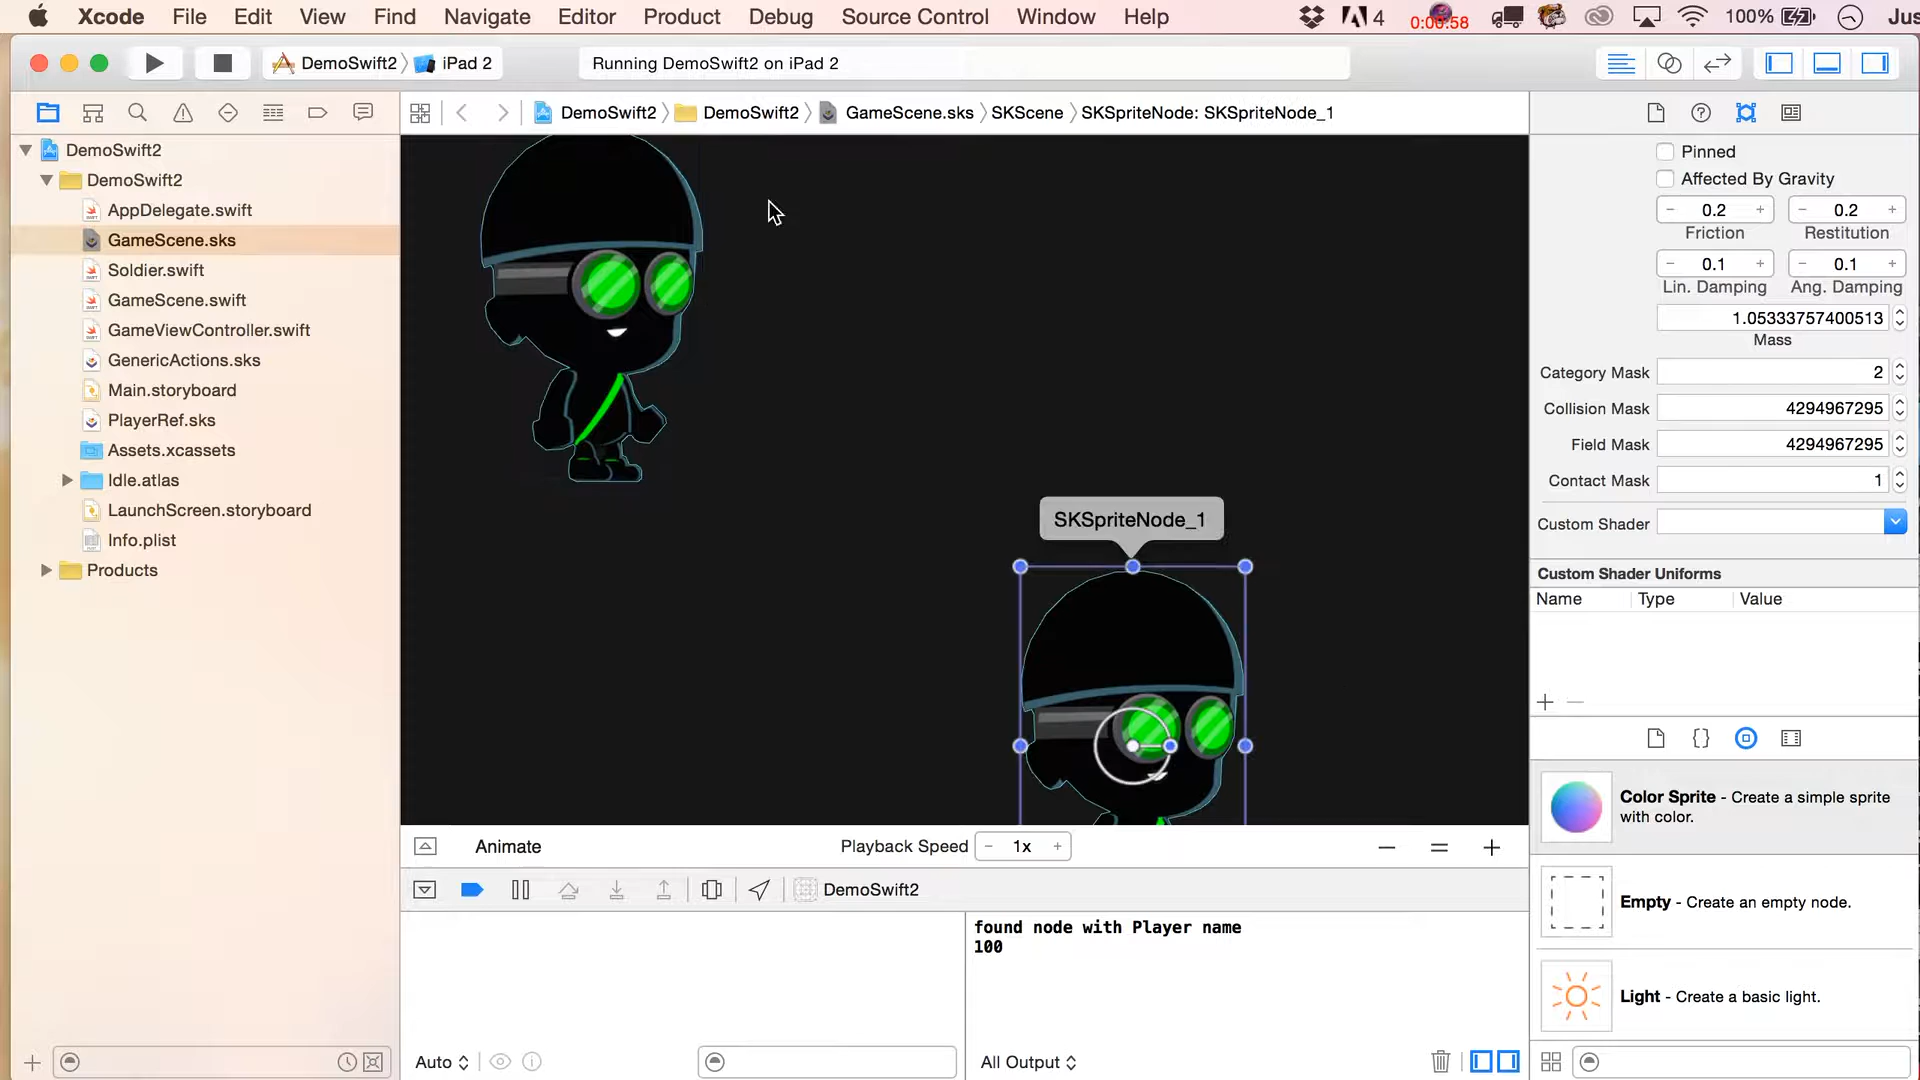 Xcode File Edit View Find Navigate Editor Product Debug Source Control Window Help 4 0:09:58 100% Jus
DemoSwift2 iPad 2 Running DemoSwift2 on iPad 2
DemoSwift2 DemoSwift2 GameScene.sks SKScene SKSpriteNode: SKSpriteNode_1
DemoSwift2
DemoSwift2
AppDelegate.swift
GameScene.sks
Soldier.swift
GameScene.swift
GameViewController.swift
GenericActions.sks
Main.storyboard
PlayerRef.sks
Assets.xcassets
Idle.atlas
LaunchScreen.storyboard
Info.plist
Products
SKSpriteNode_1
Animate Playback Speed − 1x +
DemoSwift2
found node with Player name
100
Auto
All Output
Pinned
Affected By Gravity
− 0.2 + − 0.2 +
Friction Restitution
− 0.1 + − 0.1 +
Lin. Damping Ang. Damping
1.05333757400513
Mass
Category Mask 2
Collision Mask 4294967295
Field Mask 4294967295
Contact Mask 1
Custom Shader
Custom Shader Uniforms
Name Type Value
Color Sprite - Create a simple sprite
with color.
Empty - Create an empty node.
Light - Create a basic light.